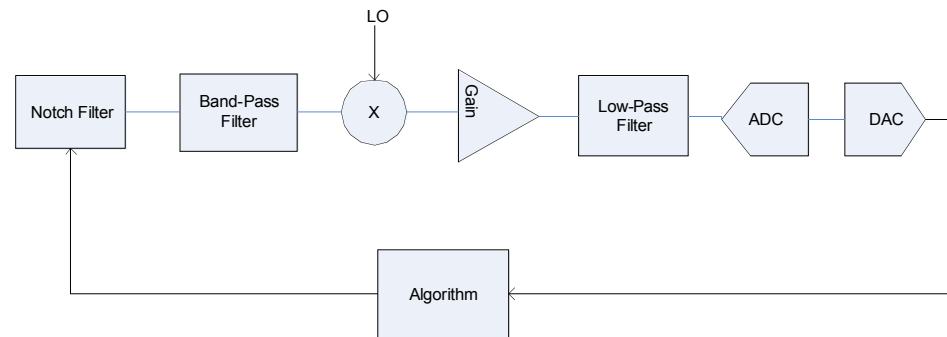 LO
Notch Filter
Band-Pass
Filter
X
Gain
Low-Pass
Filter
ADC
DAC
Algorithm